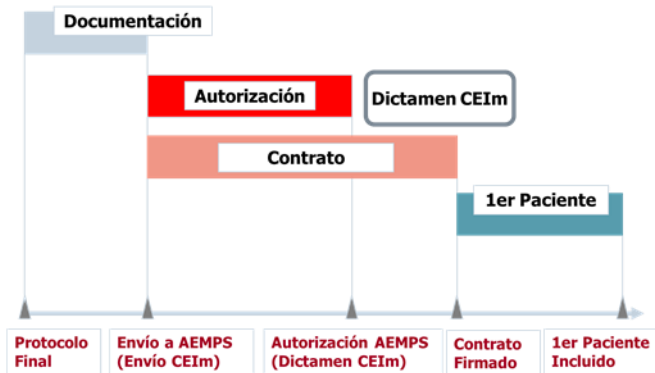 Documentación
Autorización
Dictamen CEIm
Contrato
1er Paciente
Protocolo
Final
Envío a AEMPS
(Envío CEIm)
Autorización AEMPS
(Dictamen CEIm)
Contrato
Firmado
1er Paciente
Incluido